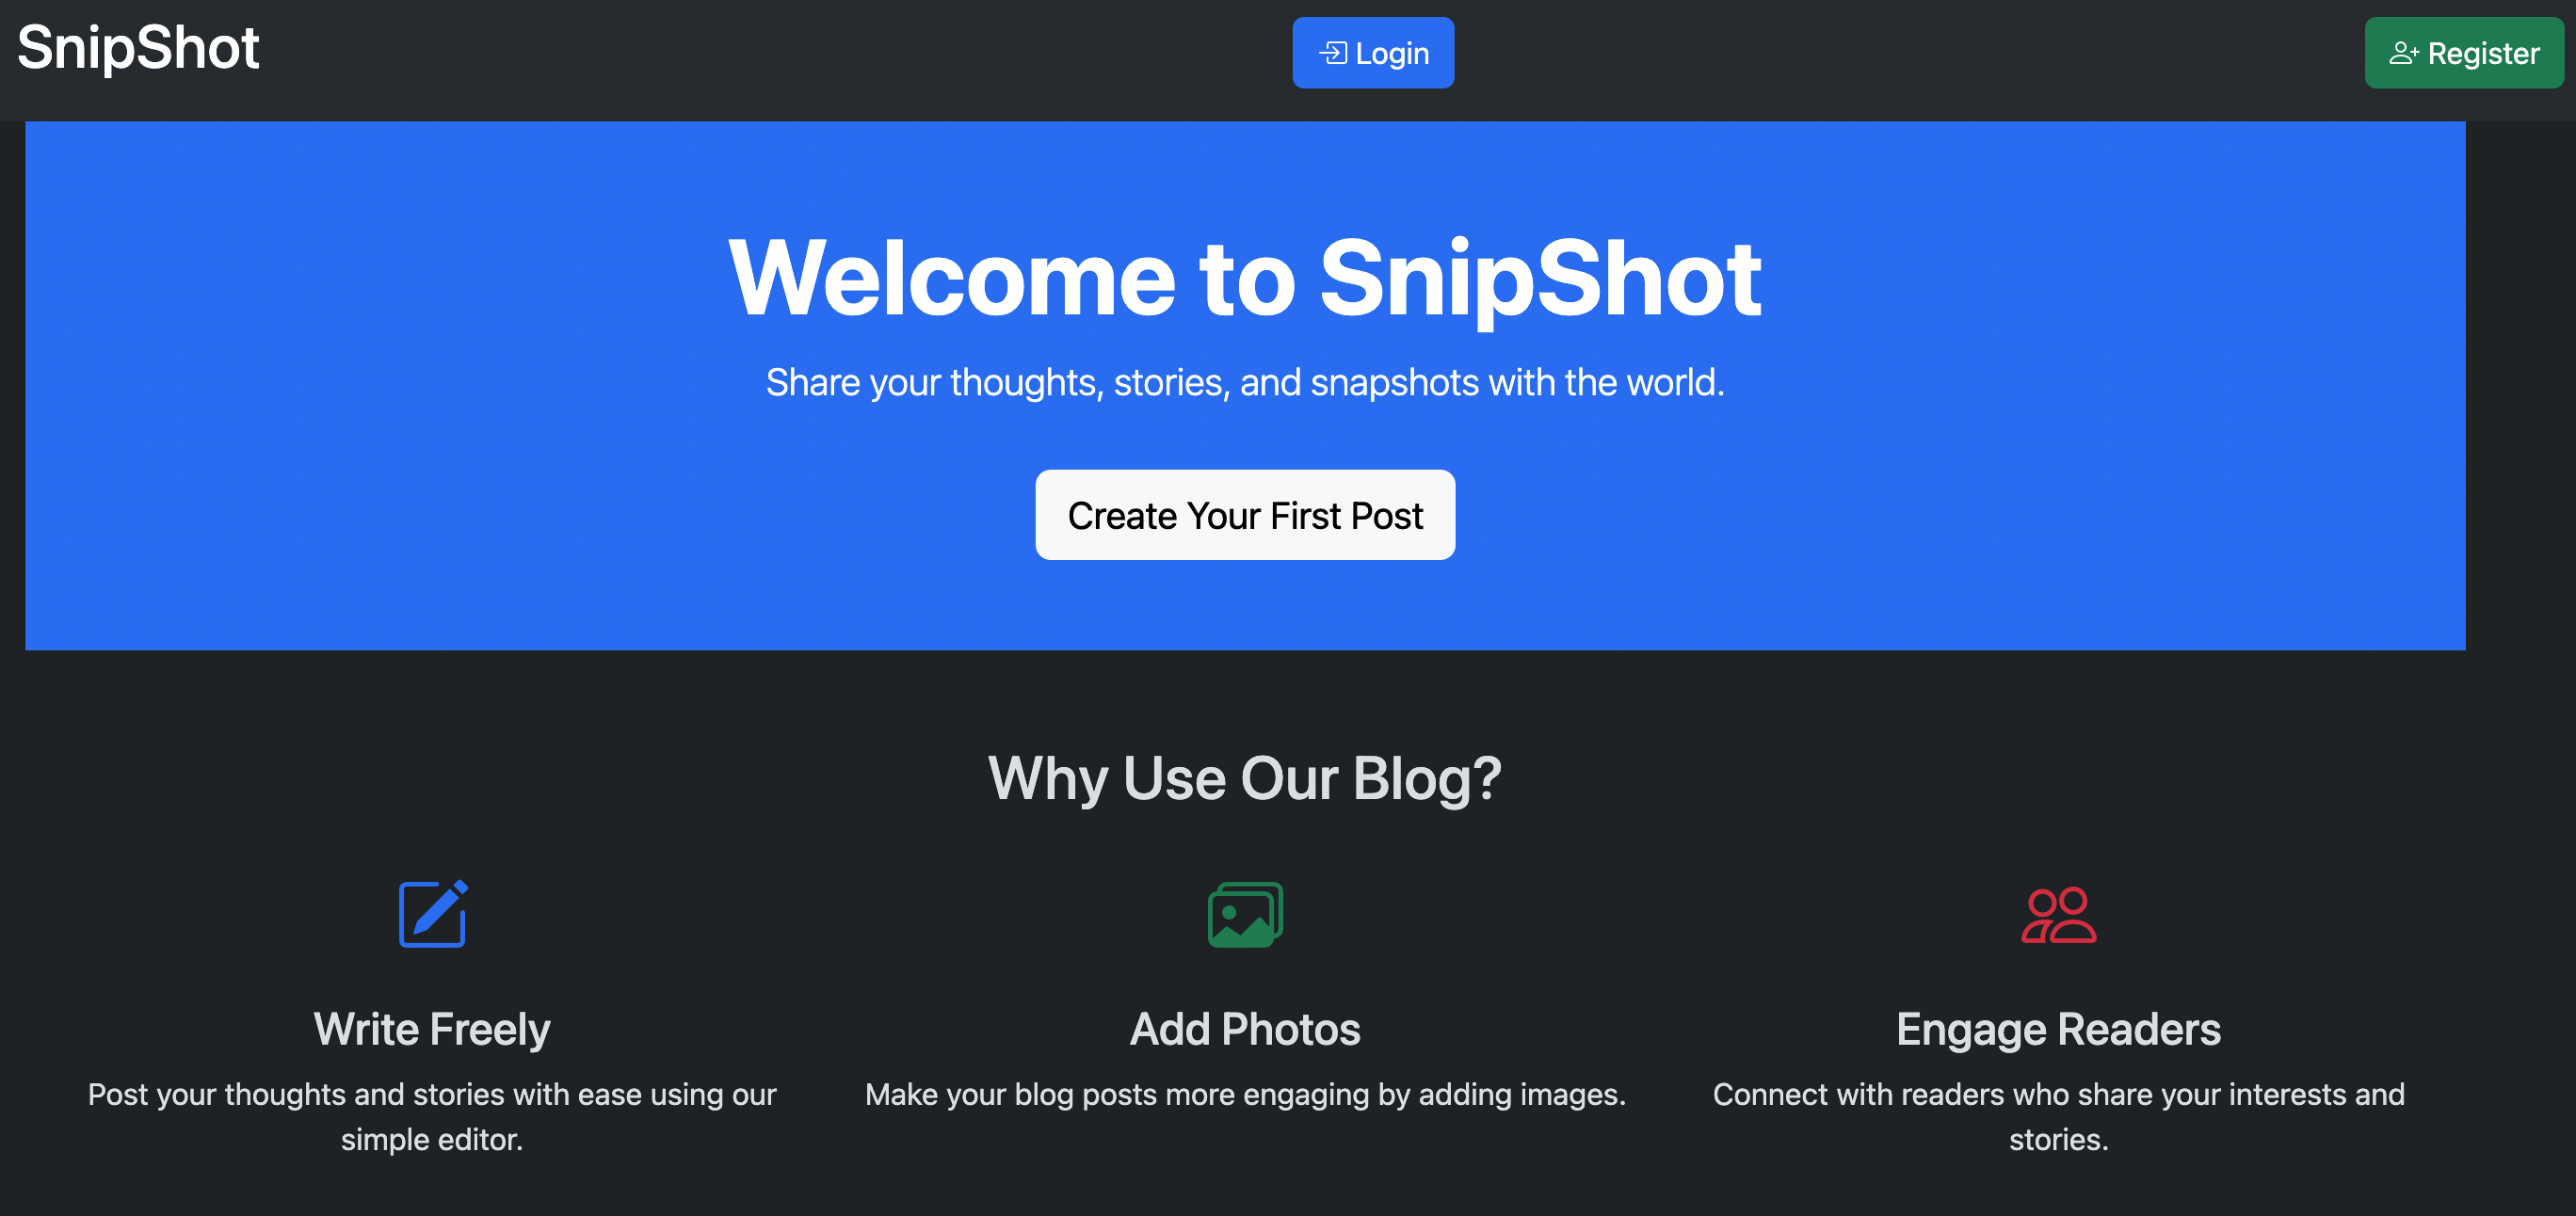 SnipShot
Login
Register
Welcome to SnipShot
Share your thoughts, stories, and snapshots with the world.
Create Your First Post
Why Use Our Blog?
Write Freely
Post your thoughts and stories with ease using our
simple editor.
Add Photos
Make your blog posts more engaging by adding images.
Engage Readers
Connect with readers who share your interests and
stories.